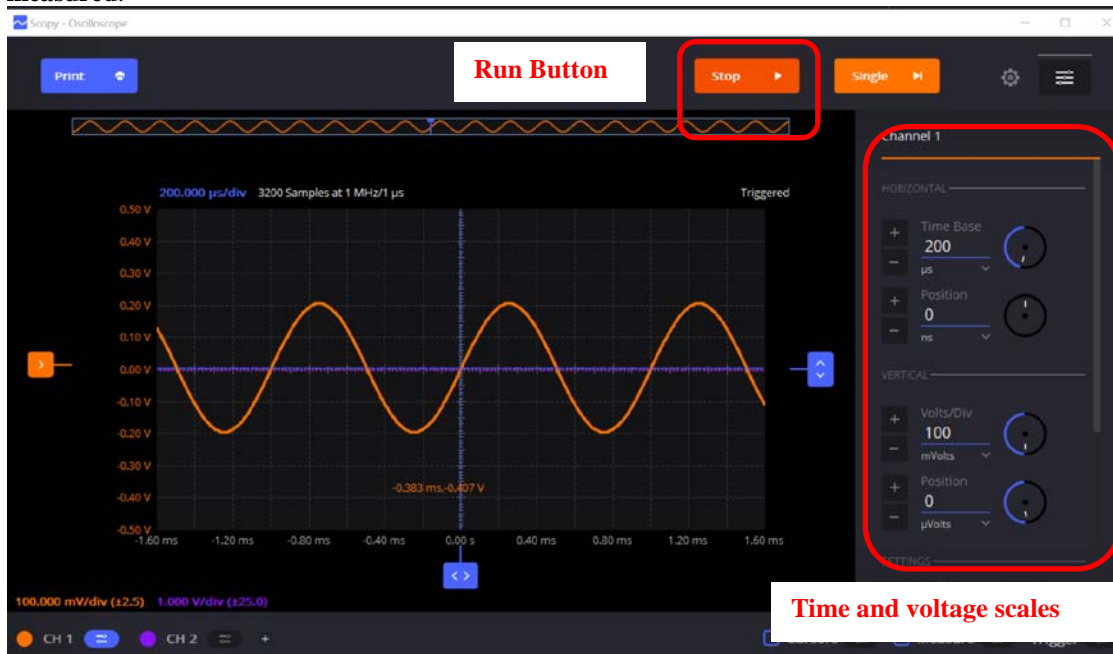 measured.
Scopy - Oscilloscope
Print
Run Button
Stop
Single
Channel 1
200.000 µs/div 3200 Samples at 1 MHz/1 µs Triggered
HORIZONTAL
Time Base
200
µs
Position
0
ns
VERTICAL
Volts/Div
100
mVolts
Position
0
µVolts
SETTINGS
0.50 V
0.40 V
0.30 V
0.20 V
0.10 V
0.00 V
-0.10 V
-0.20 V
-0.30 V
-0.40 V
-0.50 V
-0.383 ms,-0.407 V
-1.60 ms -1.20 ms -0.80 ms -0.40 ms 0.00 s 0.40 ms 0.80 ms 1.20 ms 1.60 ms
100.000 mV/div (±2.5) 1.000 V/div (±25.0)
Time and voltage scales
CH 1 CH 2 + Cursors Measure Trigger